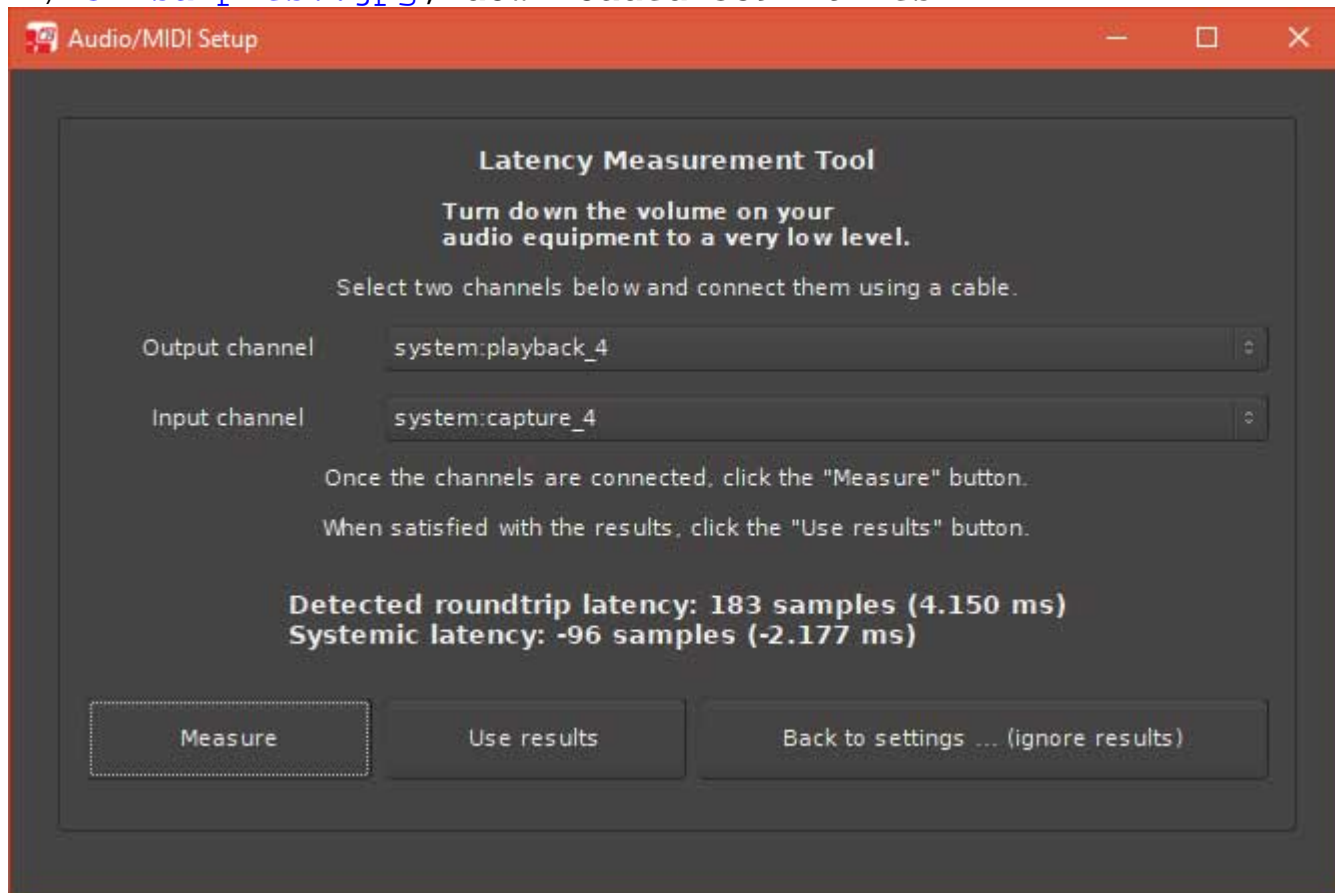 Audio/MIDI Setup
Latency Measurement Tool
Turn down the volume on your
audio equipment to a very low level.
Select two channels below and connect them using a cable.
Output channel system:playback_4
Input channel system:capture_4
Once the channels are connected, click the "Measure" button.
When satisfied with the results, click the "Use results" button.
Detected roundtrip latency: 183 samples (4.150 ms)
Systemic latency: -96 samples (-2.177 ms)
Measure Use results Back to settings ... (ignore results)